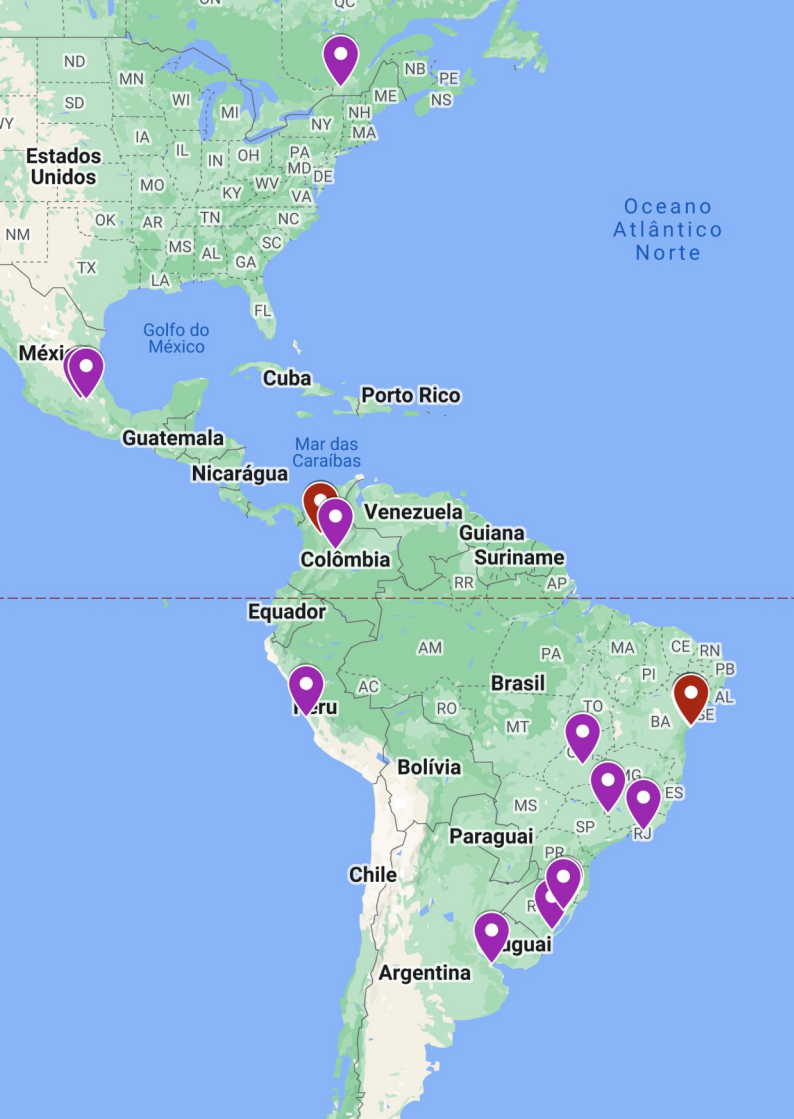 QC
ND
MN
NB
PE
SD
WI
MI
ME
NS
NH
NY
MA
IA
IL
IN
OH
PA
MD
DE
Estados
Unidos
MO
KY
WV
VA
OK
AR
TN
NC
NM
MS
AL
GA
SC
TX
LA
FL
Oceano
Atlântico
Norte
Golfo do
México
Cuba
Porto Rico
Guatemala
Mar das
Caraíbas
Nicarágua
Venezuela
Guiana
Suriname
Colômbia
RR
AP
Equador
AM
PA
MA
CE
RN
PI
PB
AC
Brasil
AL
RO
TO
MT
BA
SE
Bolívia
MG
ES
MS
SP
RJ
Paraguai
PR
Chile
Argentina